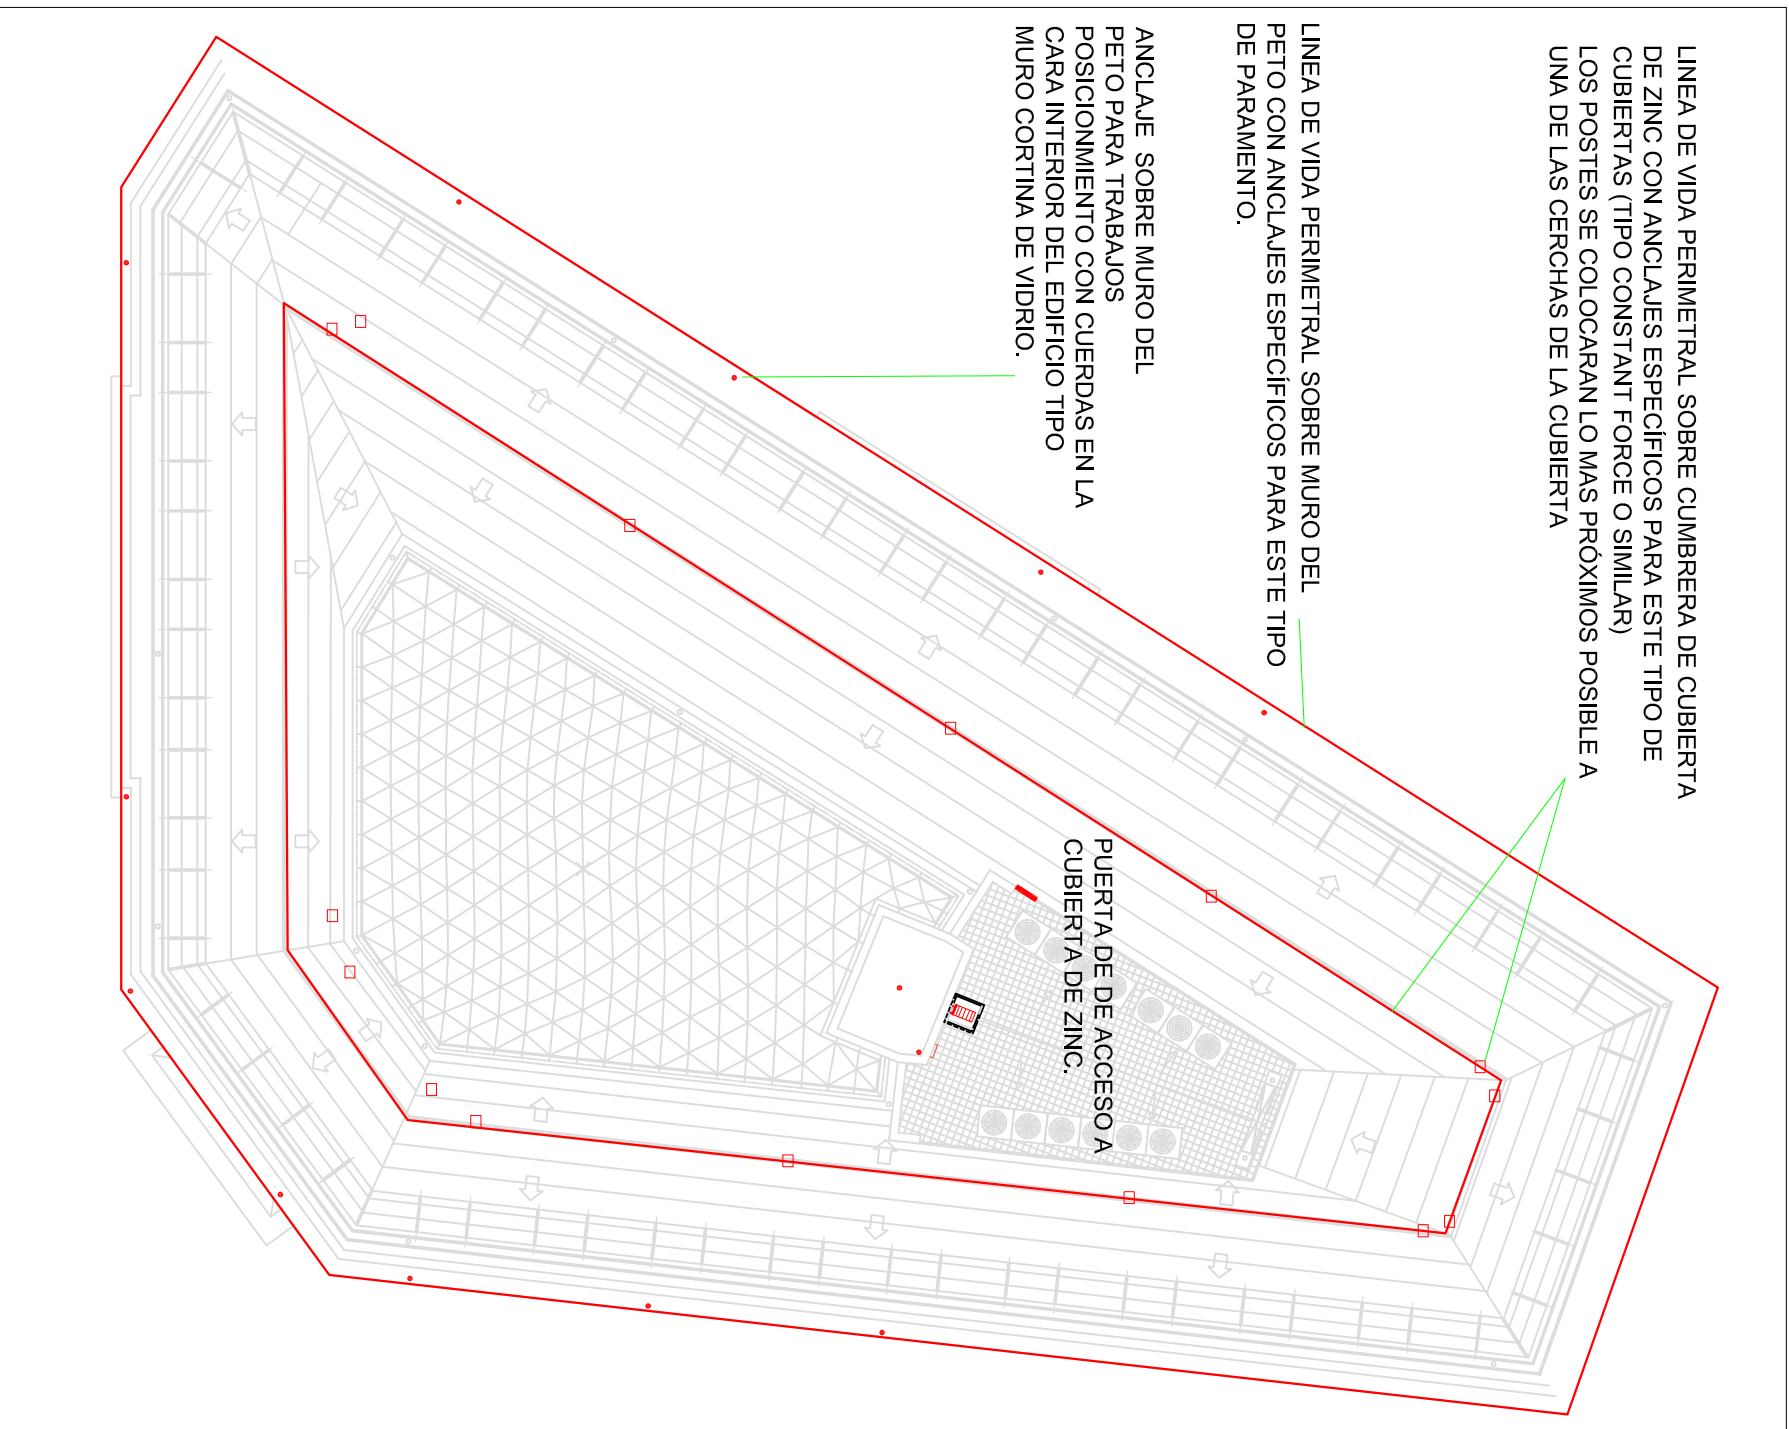 LINEA DE VIDA PERIMETRAL SOBRE CUMBRERA DE CUBIERTA
DE ZINC CON ANCLAJES ESPECÍFICOS PARA ESTE TIPO DE
CUBIERTAS (TIPO CONSTANT FORCE O SIMILAR)
LOS POSTES SE COLOCARAN LO MAS PRÓXIMOS POSIBLE A
UNA DE LAS CERCHAS DE LA CUBIERTA
LINEA DE VIDA PERIMETRAL SOBRE MURO DEL
PETO CON ANCLAJES ESPECÍFICOS PARA ESTE TIPO
DE PARAMENTO.
ANCLAJE SOBRE MURO DEL
PETO PARA TRABAJOS
POSICIONMIENTO CON CUERDAS EN LA
CARA INTERIOR DEL EDIFICIO TIPO
MURO CORTINA DE VIDRIO.
PUERTA DE DE ACCESO A
CUBIERTA DE ZINC.